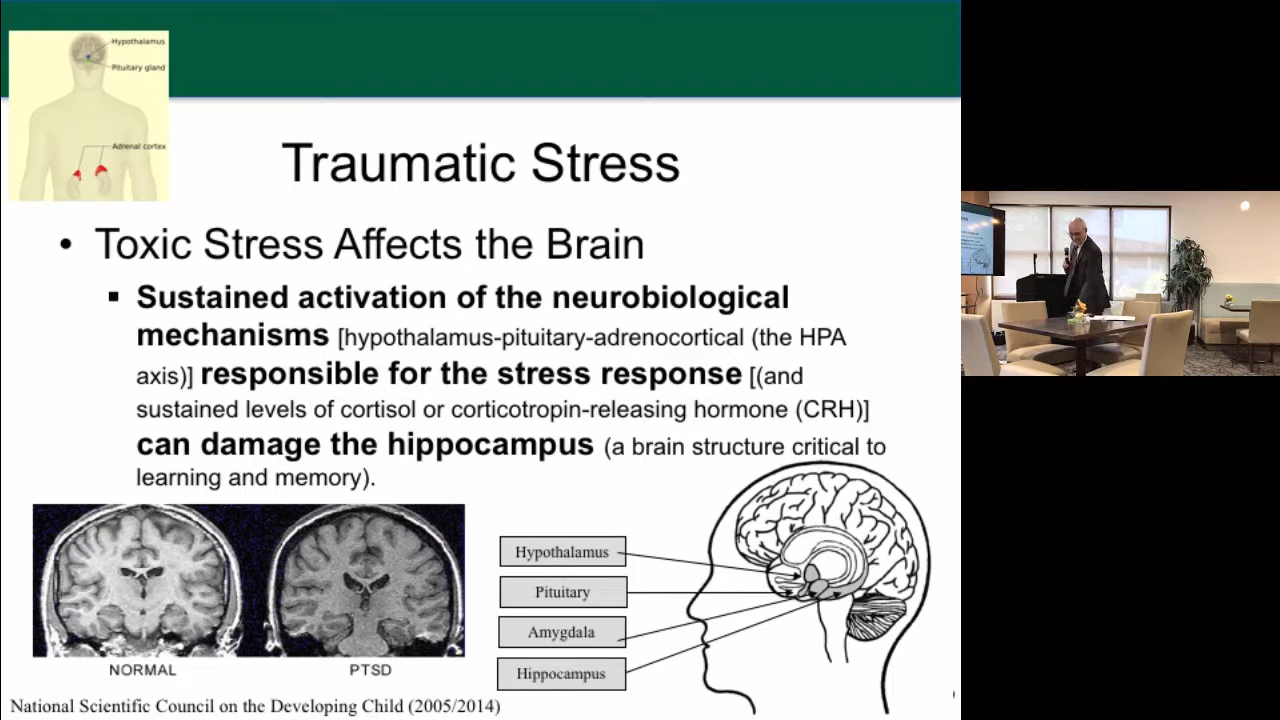 Hypothalamus
Pituitary gland
Adrenal cortex
Traumatic Stress
• Toxic Stress Affects the Brain
▪ Sustained activation of the neurobiological
mechanisms [hypothalamus-pituitary-adrenocortical (the HPA
axis)] responsible for the stress response [(and
sustained levels of cortisol or corticotropin-releasing hormone (CRH)]
can damage the hippocampus (a brain structure critical to
learning and memory).
Hypothalamus
Pituitary
Amygdala
Hippocampus
NORMAL
PTSD
National Scientific Council on the Developing Child (2005/2014)